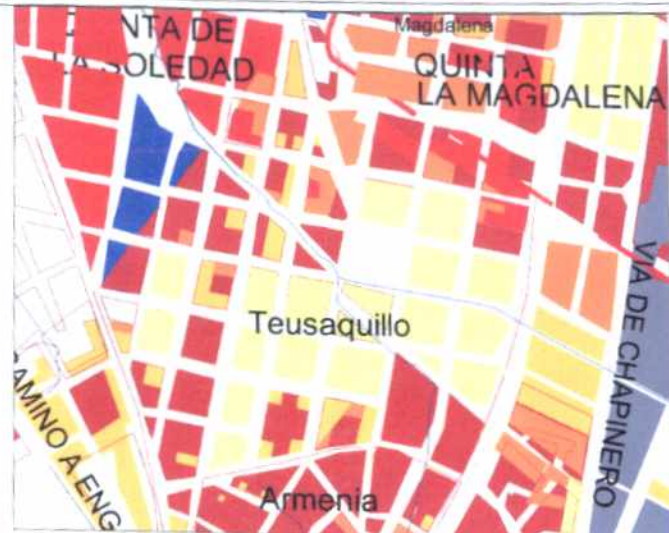 NTA DE
LA SOLEDAD
Magdalena
QUINTA
LA MAGDALENA
Teusaquillo
VIA DE CHAPINERO
AMINO A ENG
Armenia